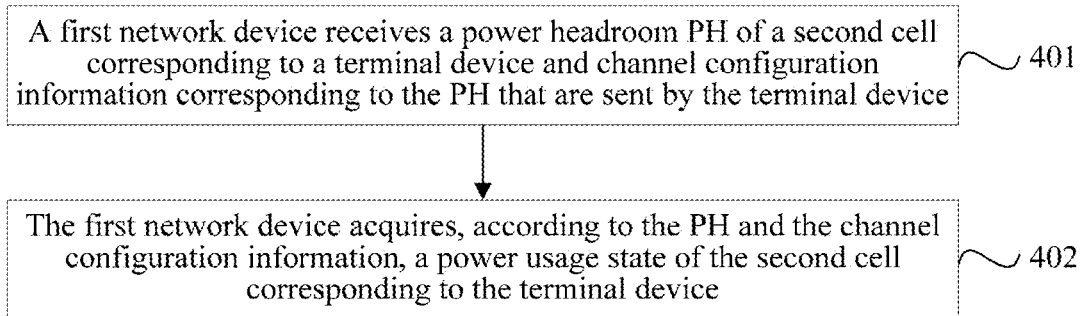 A first network device receives a power headroom PH of a second cell
corresponding to a terminal device and channel configuration
information corresponding to the PH that are sent by the terminal device
401
The first network device acquires, according to the PH and the channel
configuration information, a power usage state of the second cell
corresponding to the terminal device
402